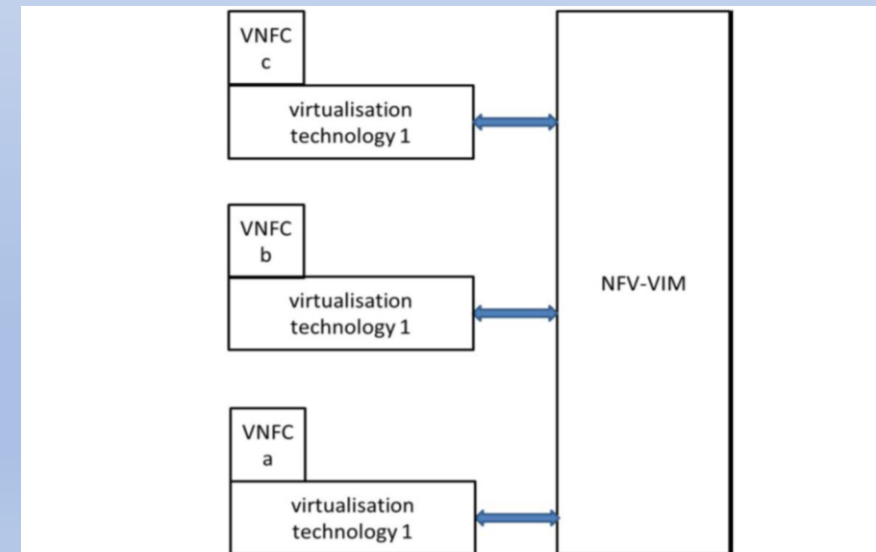 VNFC
c
virtualisation
technology 1
VNFC
b
virtualisation
technology 1
NFV-VIM
VNFC
a
virtualisation
technology 1